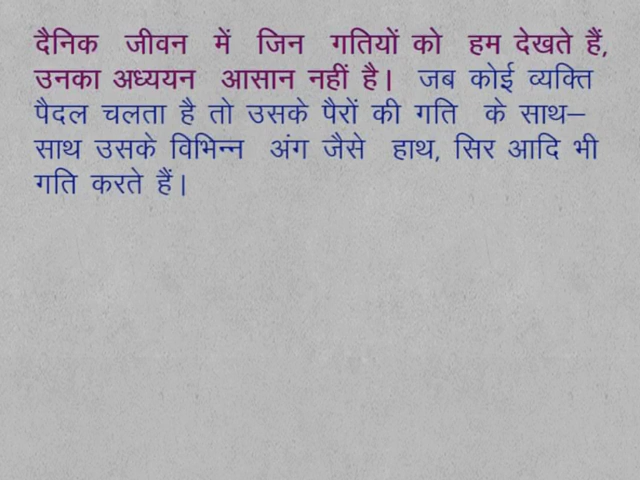 दैनिक जीवन में जिन गतियों को हम देखते हैं,
उनका अध्ययन आसान नहीं है। जब कोई व्यक्ति
पैदल चलता है तो उसके पैरों की गति के साथ–
साथ उसके विभिन्न अंग जैसे हाथ, सिर आदि भी
गति करते हैं।